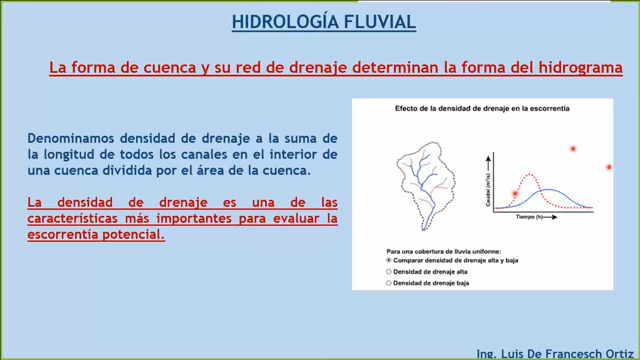 HIDROLOGÍA FLUVIAL
La forma de cuenca y su red de drenaje determinan la forma del hidrograma
Denominamos densidad de drenaje a la suma de
la longitud de todos los canales en el interior de
una cuenca dividida por el área de la cuenca.
La densidad de drenaje es una de las
características más importantes para evaluar la
escorrentía potencial.
Efecto de la densidad de drenaje en la escorrentía
Caudal (m³/s)
Tiempo (h)
Para una cobertura de lluvia uniforme:
Comparar densidad de drenaje alta y baja
Densidad de drenaje alta
Densidad de drenaje baja
Ing. Luis De Francesch Ortiz